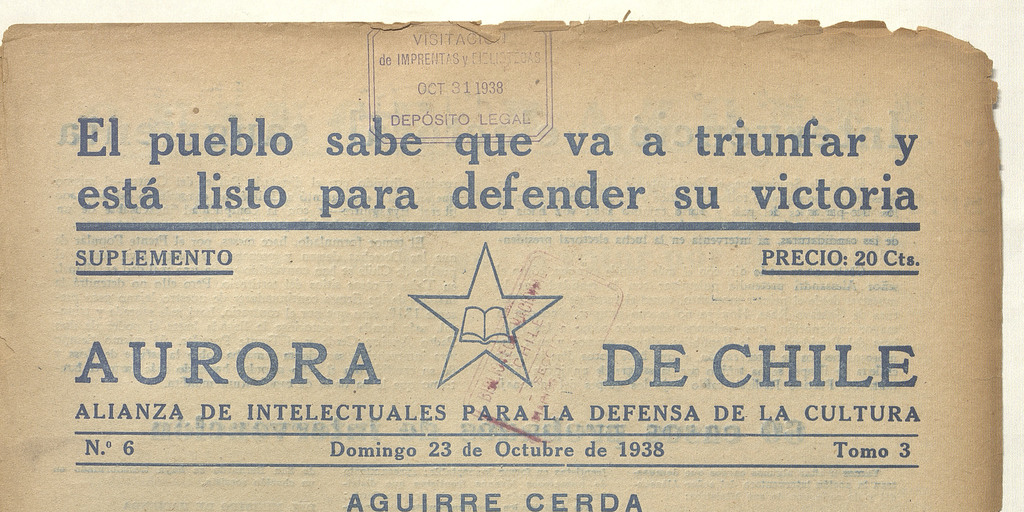 VISITACIÓN
de IMPRENTAS y BIBLIOTECAS
OCT 31 1938
DEPÓSITO LEGAL
El pueblo sabe que va a triunfar y
está listo para defender su victoria
SUPLEMENTO
PRECIO: 20 Cts.
AURORA DE CHILE
ALIANZA DE INTELECTUALES PARA LA DEFENSA DE LA CULTURA
N.º 6 Domingo 23 de Octubre de 1938 Tomo 3
AGUIRRE CERDA